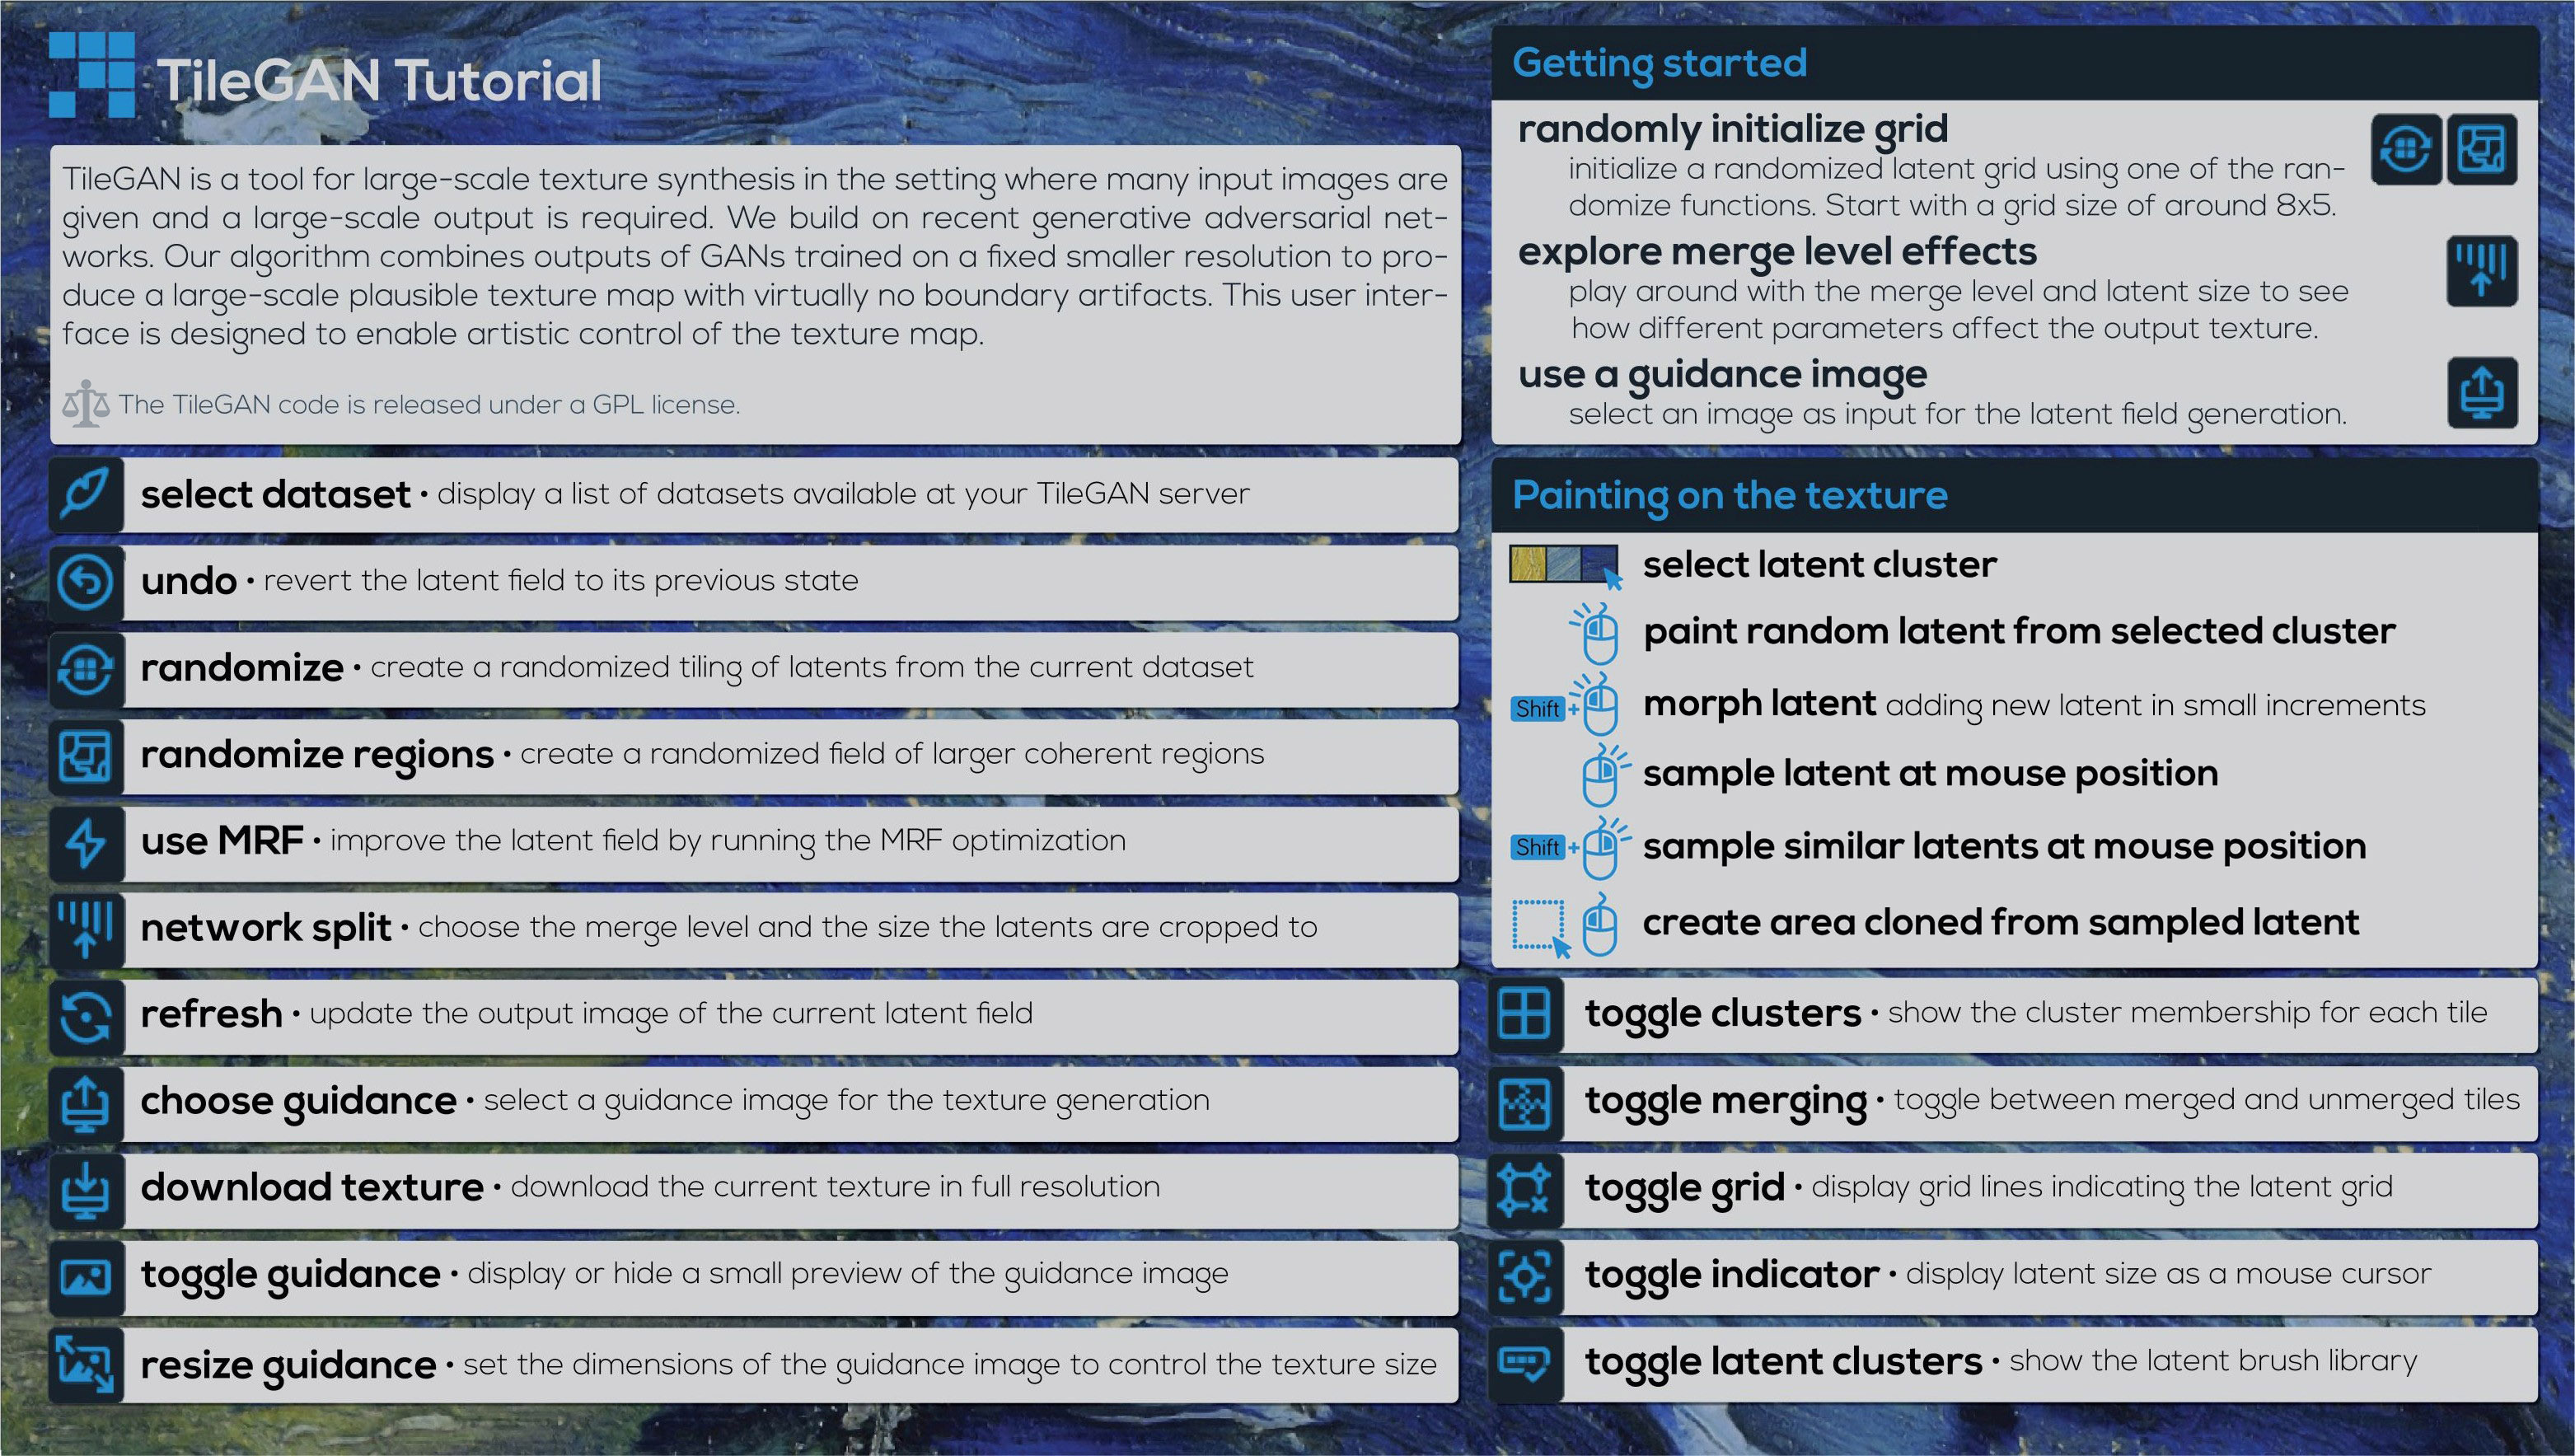 TileGAN Tutorial
TileGAN is a tool for large-scale texture synthesis in the setting where many input images are
given and a large-scale output is required. We build on recent generative adversarial net-
works. Our algorithm combines outputs of GANs trained on a fixed smaller resolution to pro-
duce a large-scale plausible texture map with virtually no boundary artifacts. This user inter-
face is designed to enable artistic control of the texture map.
The TileGAN code is released under a GPL license.
select dataset • display a list of datasets available at your TileGAN server
undo • revert the latent field to its previous state
randomize • create a randomized tiling of latents from the current dataset
randomize regions • create a randomized field of larger coherent regions
use MRF • improve the latent field by running the MRF optimization
network split • choose the merge level and the size the latents are cropped to
refresh • update the output image of the current latent field
choose guidance • select a guidance image for the texture generation
download texture • download the current texture in full resolution
toggle guidance • display or hide a small preview of the guidance image
resize guidance • set the dimensions of the guidance image to control the texture size
Getting started
randomly initialize grid
initialize a randomized latent grid using one of the ran-
domize functions. Start with a grid size of around 8x5.
explore merge level effects
play around with the merge level and latent size to see
how different parameters affect the output texture.
use a guidance image
select an image as input for the latent field generation.
Painting on the texture
select latent cluster
paint random latent from selected cluster
Shift + morph latent adding new latent in small increments
sample latent at mouse position
Shift + sample similar latents at mouse position
create area cloned from sampled latent
toggle clusters • show the cluster membership for each tile
toggle merging • toggle between merged and unmerged tiles
toggle grid • display grid lines indicating the latent grid
toggle indicator • display latent size as a mouse cursor
toggle latent clusters • show the latent brush library